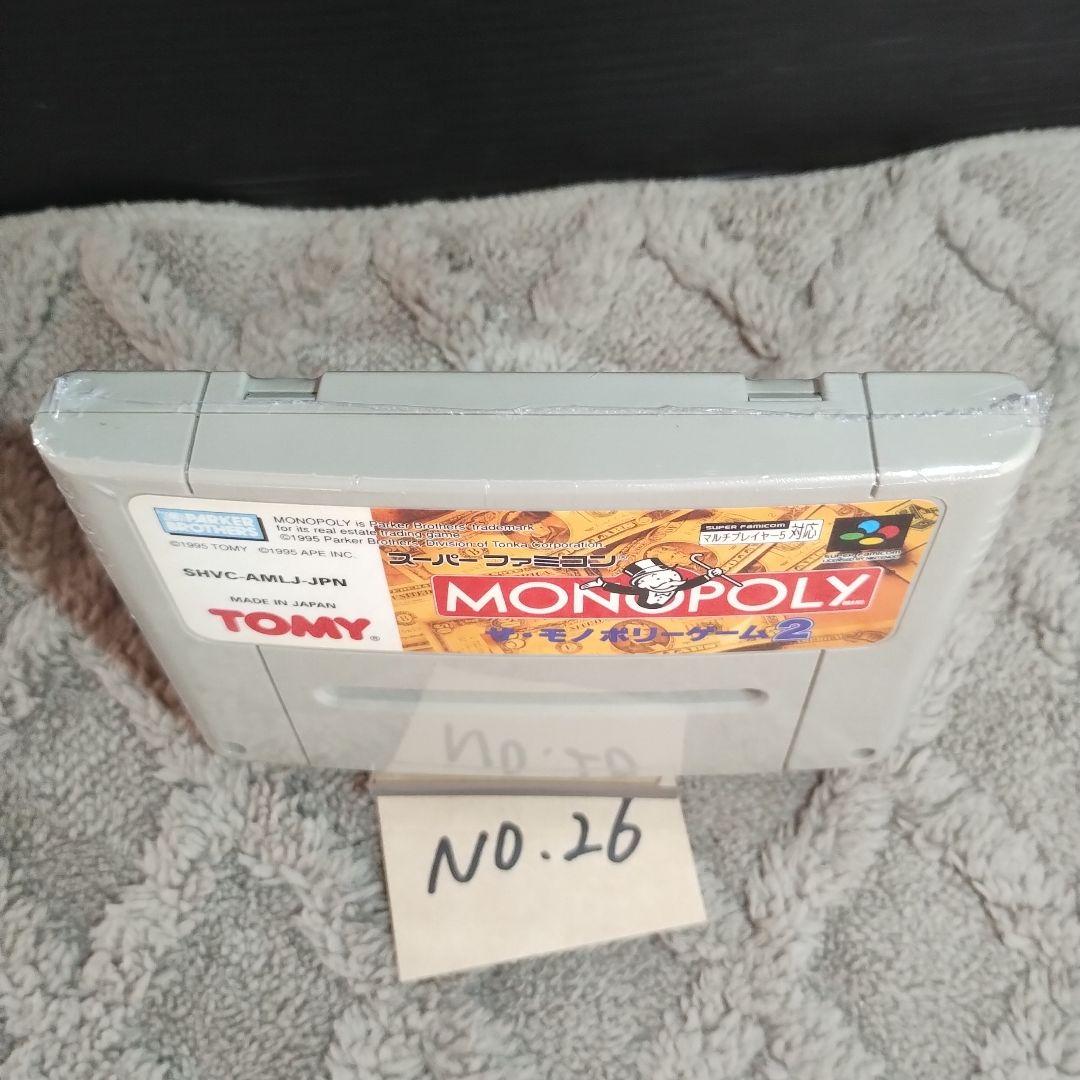 PARKER BROTHERS
MONOPOLY is Parker Brothers' trademark
for its real estate trading game
©1995 Parker Brothers, Division of Tonka Corporation
©1995 TOMY ©1995 APE INC.
SHVC-AMLJ-JPN
MADE IN JAPAN
TOMY®
SUPER FAMICOM
マルチプレイヤー5 対応
SUPER FAMICOM
スーパーファミコン
MONOPOLY
ザ・モノポリーゲーム2
NO.26